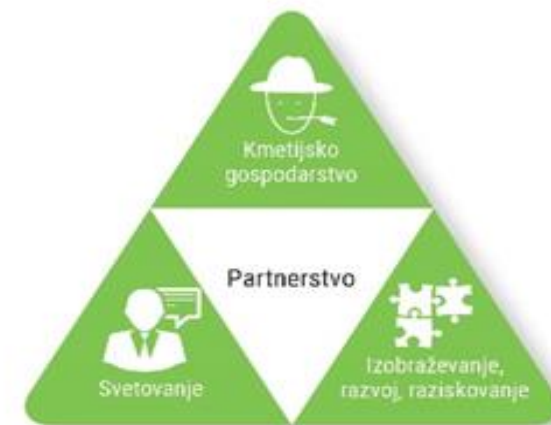 Kmetijsko
gospodarstvo
Partnerstvo
Svetovanje
Izobraževanje,
razvoj, raziskovanje